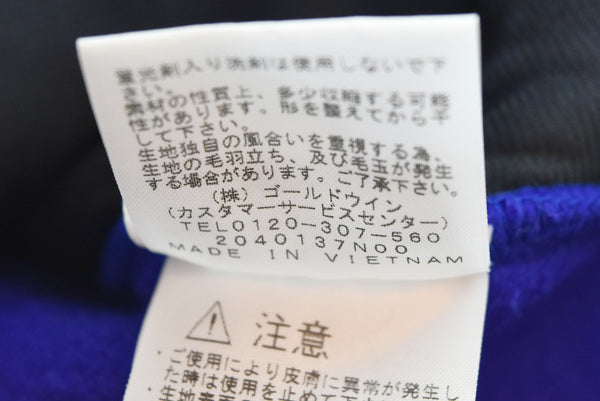 蛍光剤入り洗剤は使用しないで下
さい。
素材の性質上、多少収縮する可能
性があります。形を整えてから干
して下さい。
生地独自の風合いを重視する為、
生地の毛羽立ち、及び毛玉が発生
する場合があります。ご了承下さい。
(株) ゴールドウイン
(カスタマーサービスセンター)
TEL0120-307-560
2040137N00
MADE IN VIETNAM
注意
・ご使用により皮膚に異常が発生し
た時は使用を止めて下
・生地表面